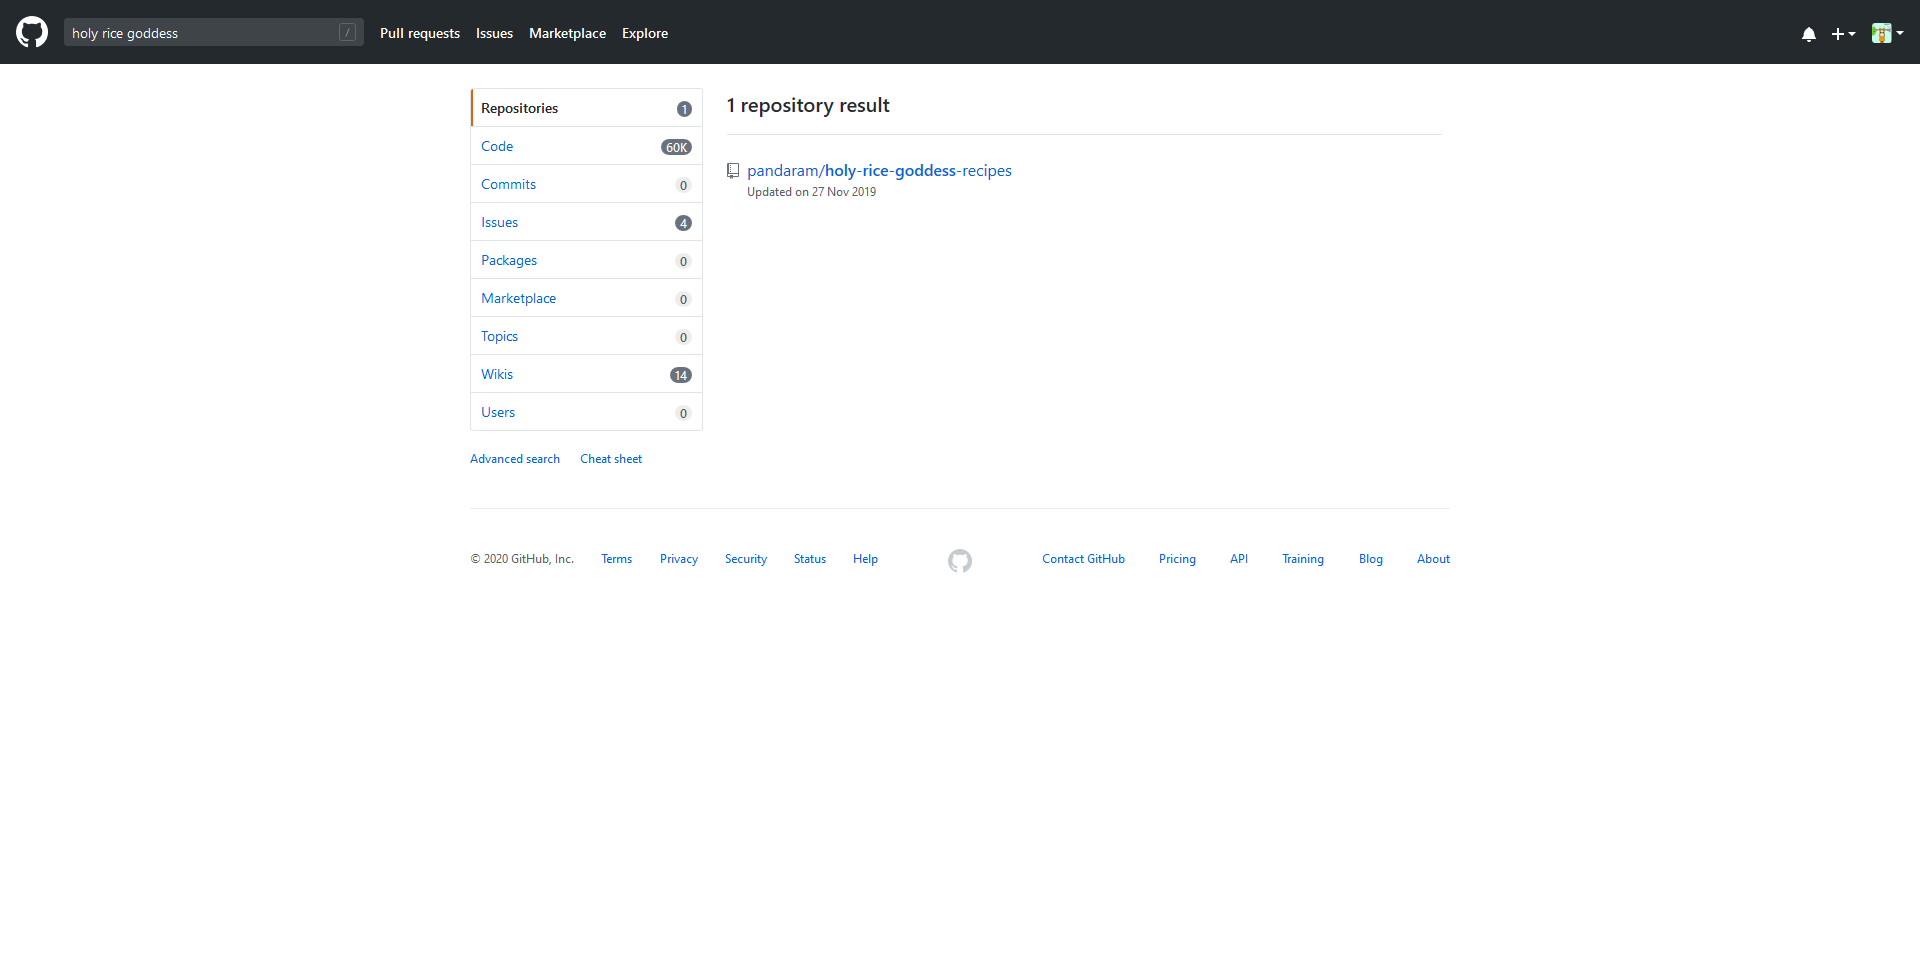 holy rice goddess /
Pull requests Issues Marketplace Explore
Repositories 1
Code 60K
Commits 0
Issues 4
Packages 0
Marketplace 0
Topics 0
Wikis 14
Users 0
Advanced search Cheat sheet
1 repository result
pandaram/holy-rice-goddess-recipes
Updated on 27 Nov 2019
© 2020 GitHub, Inc. Terms Privacy Security Status Help Contact GitHub Pricing API Training Blog About